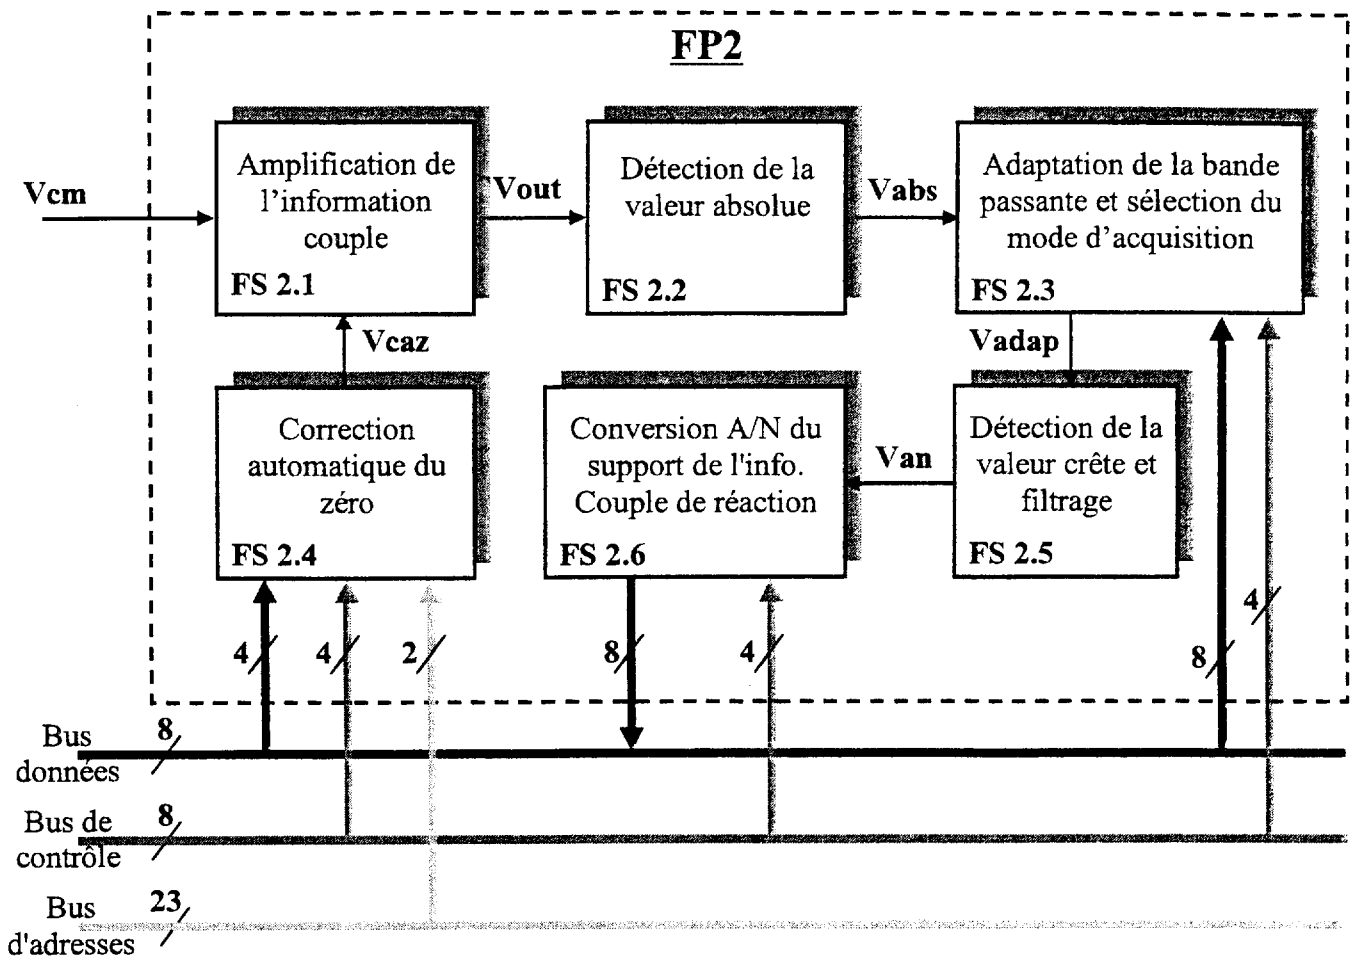 FP2
Vcm
Amplification de
l'information
couple
FS 2.1
Vout
Détection de la
valeur absolue
FS 2.2
Vabs
Adaptation de la bande
passante et sélection du
mode d'acquisition
FS 2.3
Vcaz
Vadap
Correction
automatique du
zéro
FS 2.4
Conversion A/N du
support de l'info.
Couple de réaction
FS 2.6
Van
Détection de la
valeur crête et
filtrage
FS 2.5
4
4
2
8
4
8
4
Bus
données
8
Bus de
contrôle
8
Bus
d'adresses
23